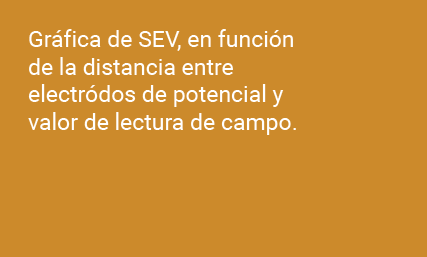 Gráfica de SEV, en función
de la distancia entre
electródos de potencial y
valor de lectura de campo.